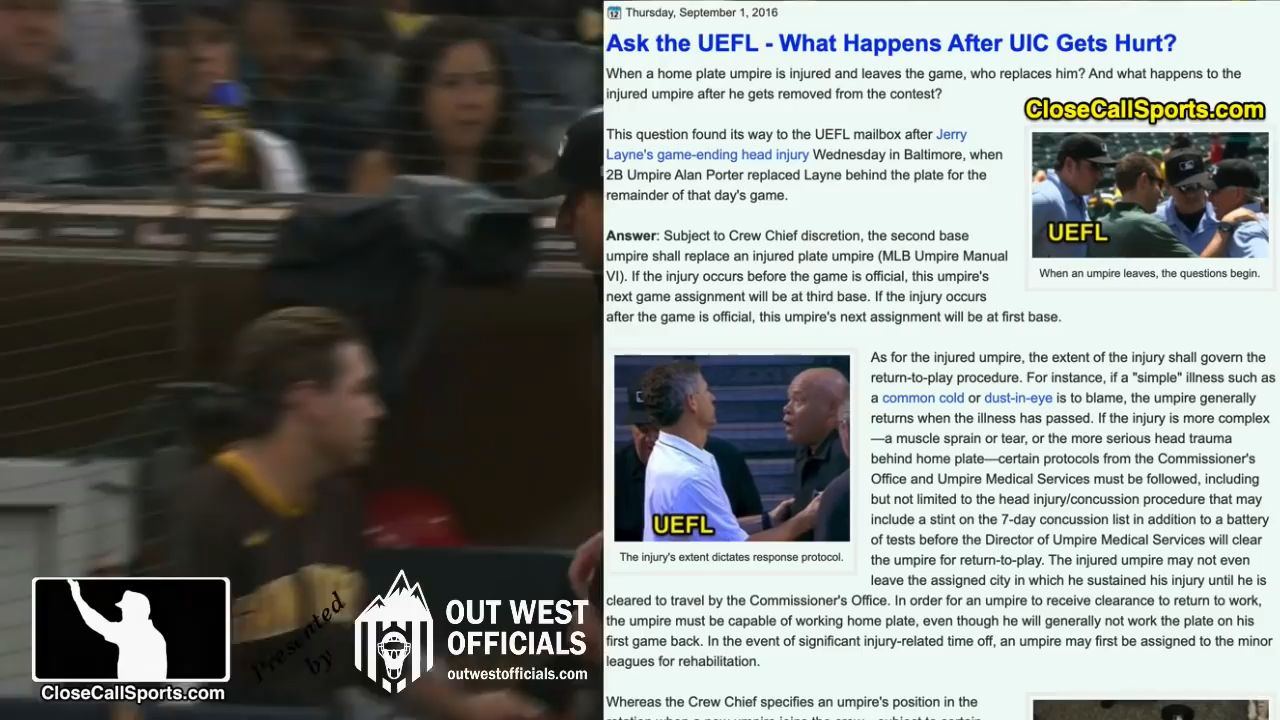 Thursday, September 1, 2016
Ask the UEFL - What Happens After UIC Gets Hurt?
When a home plate umpire is injured and leaves the game, who replaces him? And what happens to the
injured umpire after he gets removed from the contest?
CloseCallSports.com
This question found its way to the UEFL mailbox after Jerry
Layne's game-ending head injury Wednesday in Baltimore, when
2B Umpire Alan Porter replaced Layne behind the plate for the
remainder of that day's game.
UEFL
When an umpire leaves, the questions begin.
Answer: Subject to Crew Chief discretion, the second base
umpire shall replace an injured plate umpire (MLB Umpire Manual
VI). If the injury occurs before the game is official, this umpire's
next game assignment will be at third base. If the injury occurs
after the game is official, this umpire's next assignment will be at first base.
UEFL
The injury's extent dictates response protocol.
As for the injured umpire, the extent of the injury shall govern the
return-to-play procedure. For instance, if a "simple" illness such as
a common cold or dust-in-eye is to blame, the umpire generally
returns when the illness has passed. If the injury is more complex
—a muscle sprain or tear, or the more serious head trauma
behind home plate—certain protocols from the Commissioner's
Office and Umpire Medical Services must be followed, including
but not limited to the head injury/concussion procedure that may
include a stint on the 7-day concussion list in addition to a battery
of tests before the Director of Umpire Medical Services will clear
the umpire for return-to-play. The injured umpire may not even
leave the assigned city in which he sustained his injury until he is
cleared to travel by the Commissioner's Office. In order for an umpire to receive clearance to return to work,
the umpire must be capable of working home plate, even though he will generally not work the plate on his
first game back. In the event of significant injury-related time off, an umpire may first be assigned to the minor
leagues for rehabilitation.
Whereas the Crew Chief specifies an umpire's position in the
CloseCallSports.com
Presented
by
OUT WEST
OFFICIALS
outwestofficials.com